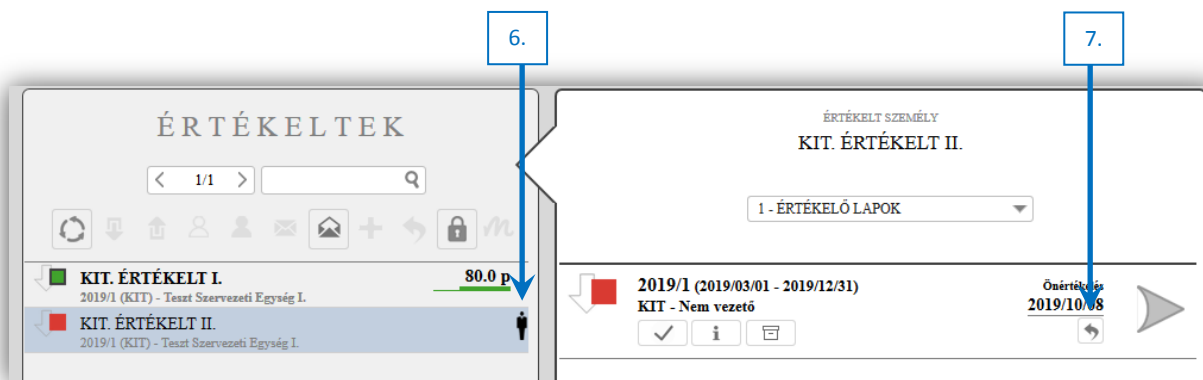 6.
7.
ÉRTÉKELTEK
1/1
KIT. ÉRTÉKELT I.
80.0 p
2019/1 (KIT) - Teszt Szervezeti Egység I.
KIT. ÉRTÉKELT II.
2019/1 (KIT) - Teszt Szervezeti Egység I.
ÉRTÉKELT SZEMÉLY
KIT. ÉRTÉKELT II.
1 - ÉRTÉKELŐ LAPOK
2019/1 (2019/03/01 - 2019/12/31)
Önértékelés
KIT - Nem vezető
2019/10/08